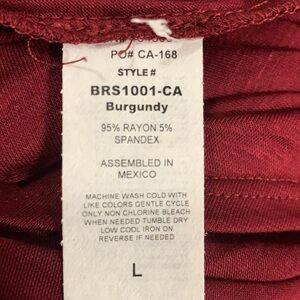 PO# CA-168
STYLE #
BRS1001-CA
Burgundy
95% RAYON 5%
SPANDEX
ASSEMBLED IN
MEXICO
MACHINE WASH COLD WITH
LIKE COLORS GENTLE CYCLE
ONLY NON CHLORINE BLEACH
WHEN NEEDED TUMBLE DRY
LOW COOL IRON ON
REVERSE IF NEEDED
L